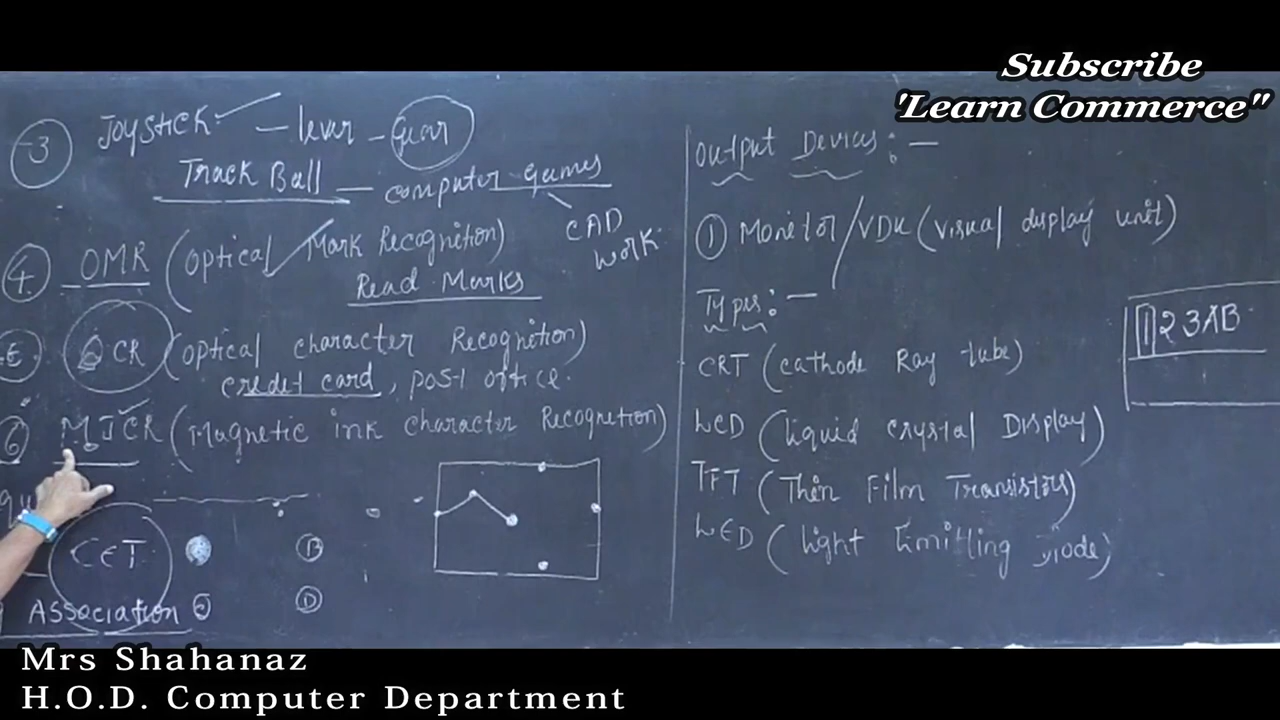 Subscribe
'Learn Commerce"
3 Joystick — lever - Gear
Track Ball — computer games
CAD
work
4 OMR (Optical Mark Recognition)
Read Marks
OCR (optical character Recognition)
credit card, post office.
6 MICR (Magnetic ink character Recognetion)
CET B
Association D
Output Devices : —
1 Monitor / VDU (visual display unit)
Types : —
CRT (cathode Ray tube)
LCD (liquid crystal Display)
TFT (Thin Film Transistors)
LED (light Emitting diode)
123AB
Mrs Shahanaz
H.O.D. Computer Department